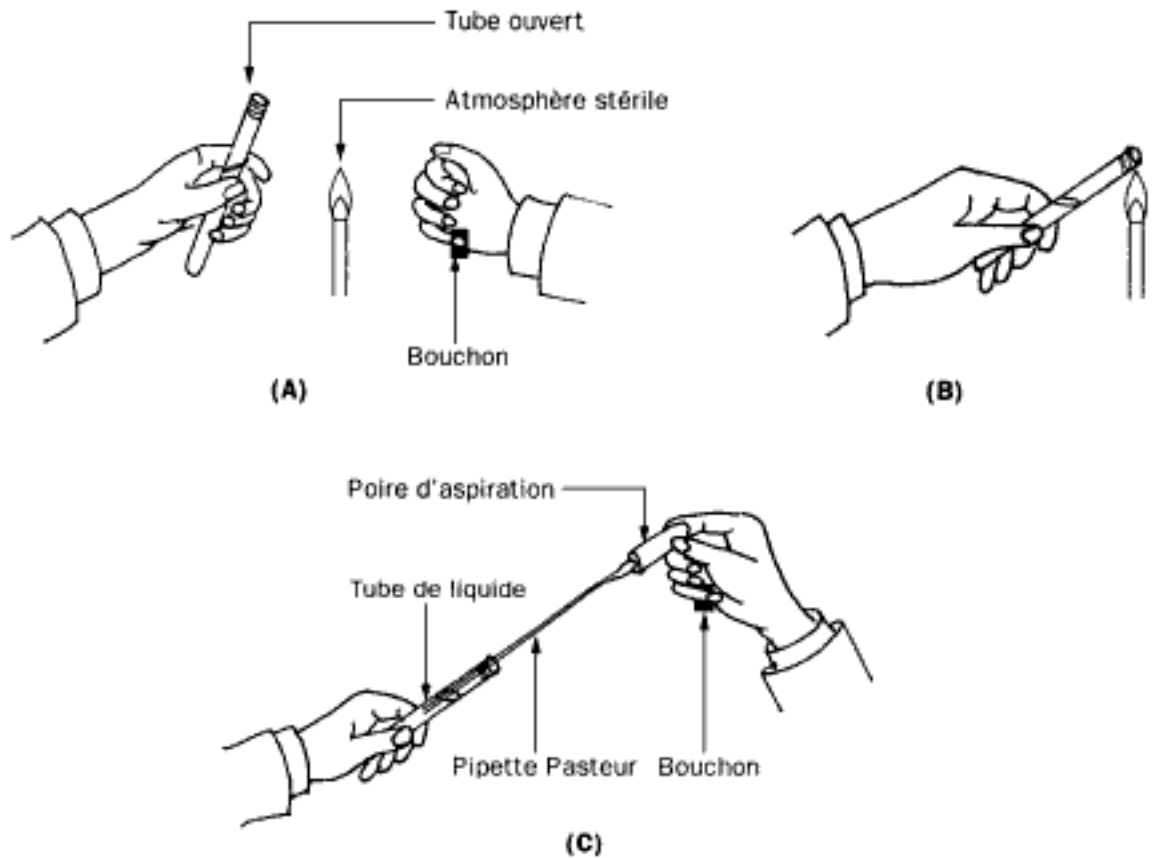 Tube ouvert
Atmosphère stérile
Bouchon
(A)
(B)
Poire d'aspiration
Tube de liquide
Pipette Pasteur
Bouchon
(C)